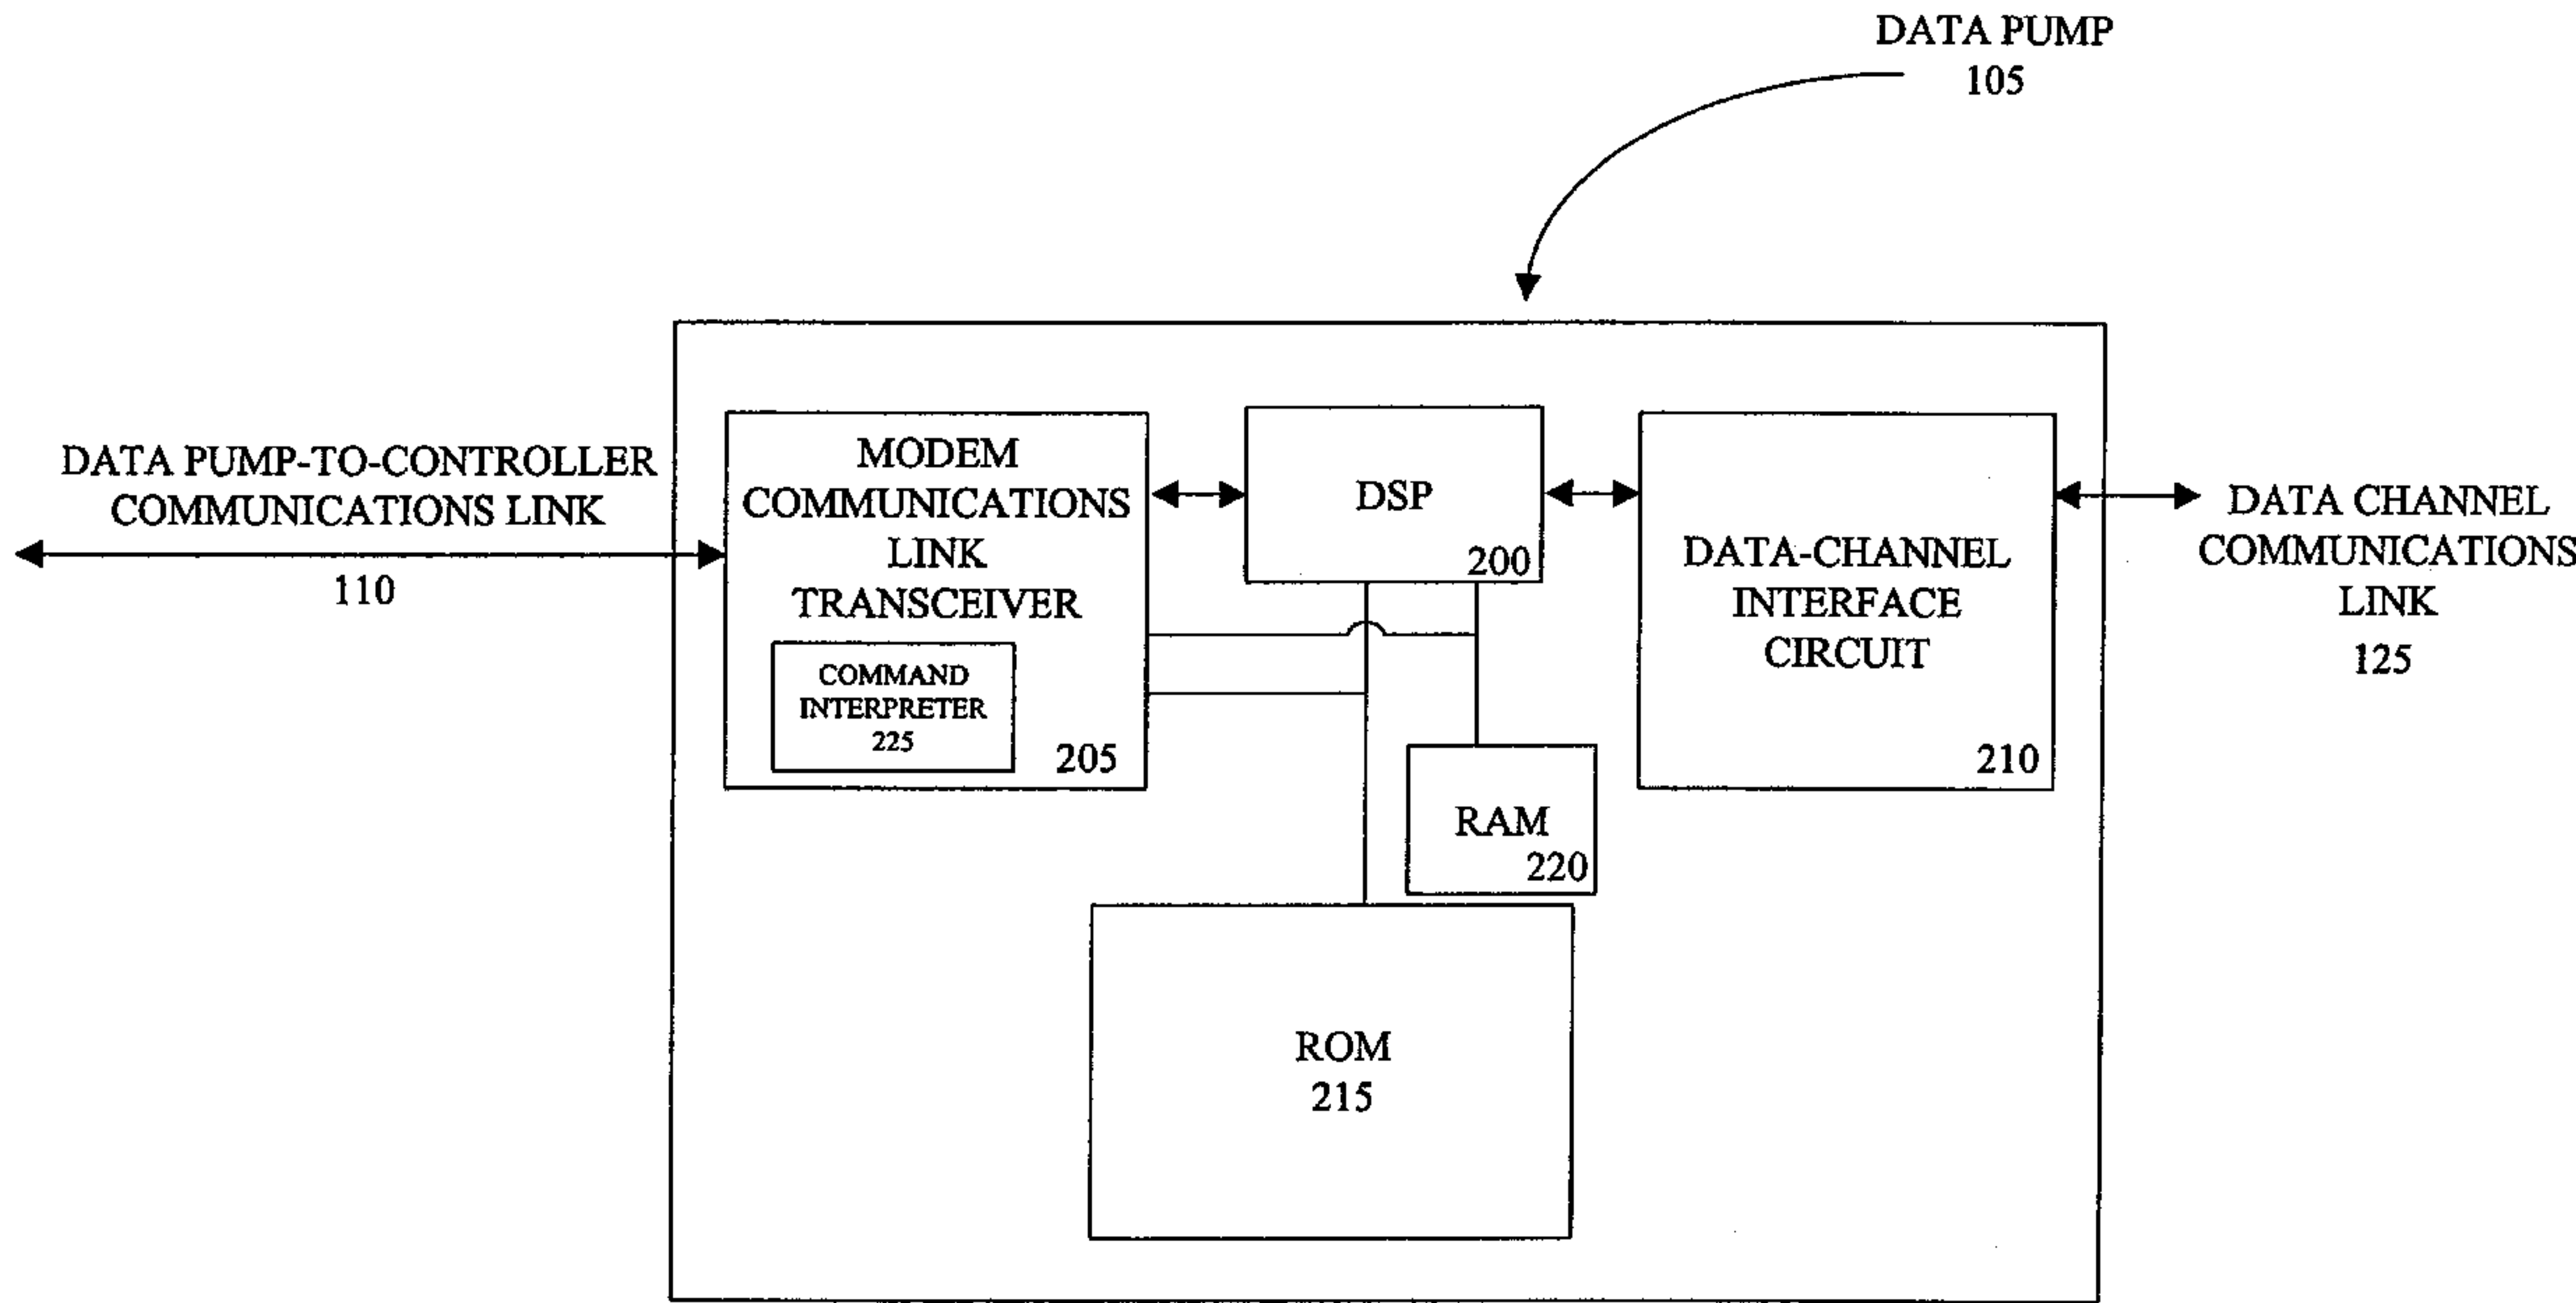 DATA PUMP
105
DATA PUMP-TO-CONTROLLER
COMMUNICATIONS LINK
110
MODEM
COMMUNICATIONS
LINK
TRANSCEIVER
COMMAND
INTERPRETER
225
205
DSP
200
DATA-CHANNEL
INTERFACE
CIRCUIT
210
DATA CHANNEL
COMMUNICATIONS
LINK
125
RAM
220
ROM
215